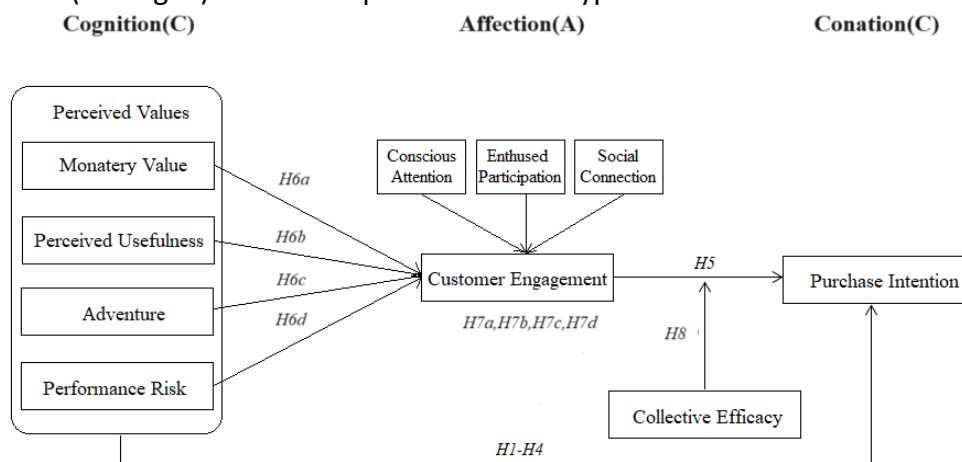 Cognition(C)
Affection(A)
Conation(C)
Perceived Values
Monatery Value
Perceived Usefulness
Adventure
Performance Risk
H6a
H6b
H6c
H6d
Conscious
Attention
Enthused
Participation
Social
Connection
Customer Engagement
H7a,H7b,H7c,H7d
H5
H8
Purchase Intention
Collective Efficacy
H1-H4